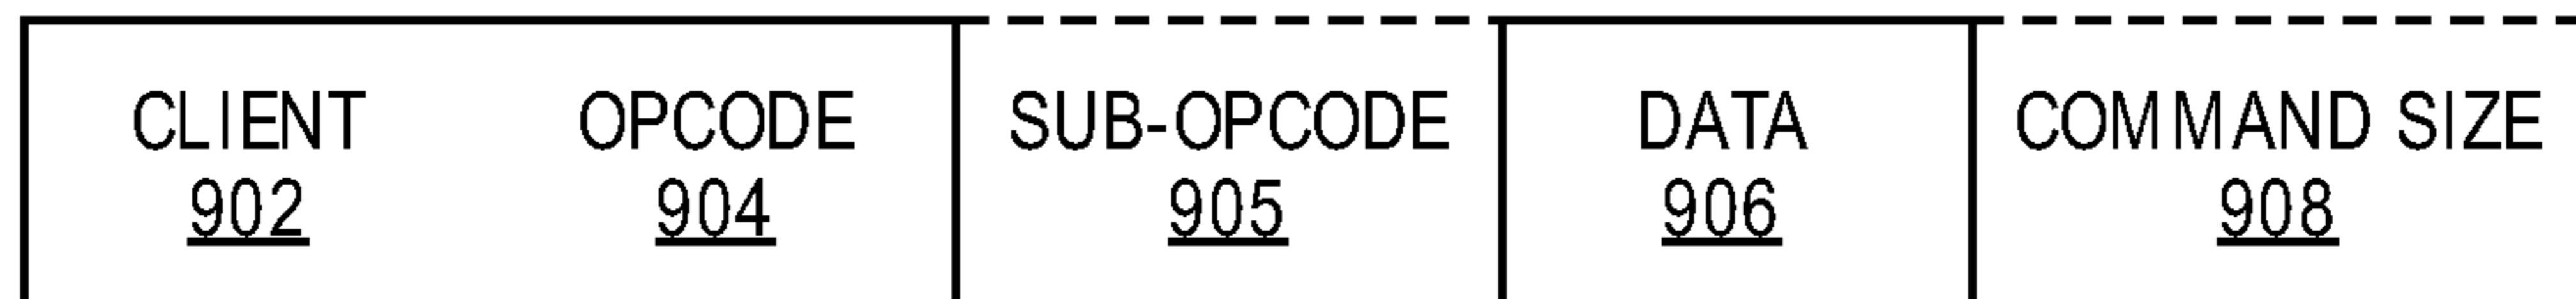 CLIENT OPCODE SUB-OPCODE DATA COMMAND SIZE
902 904 905 906 908